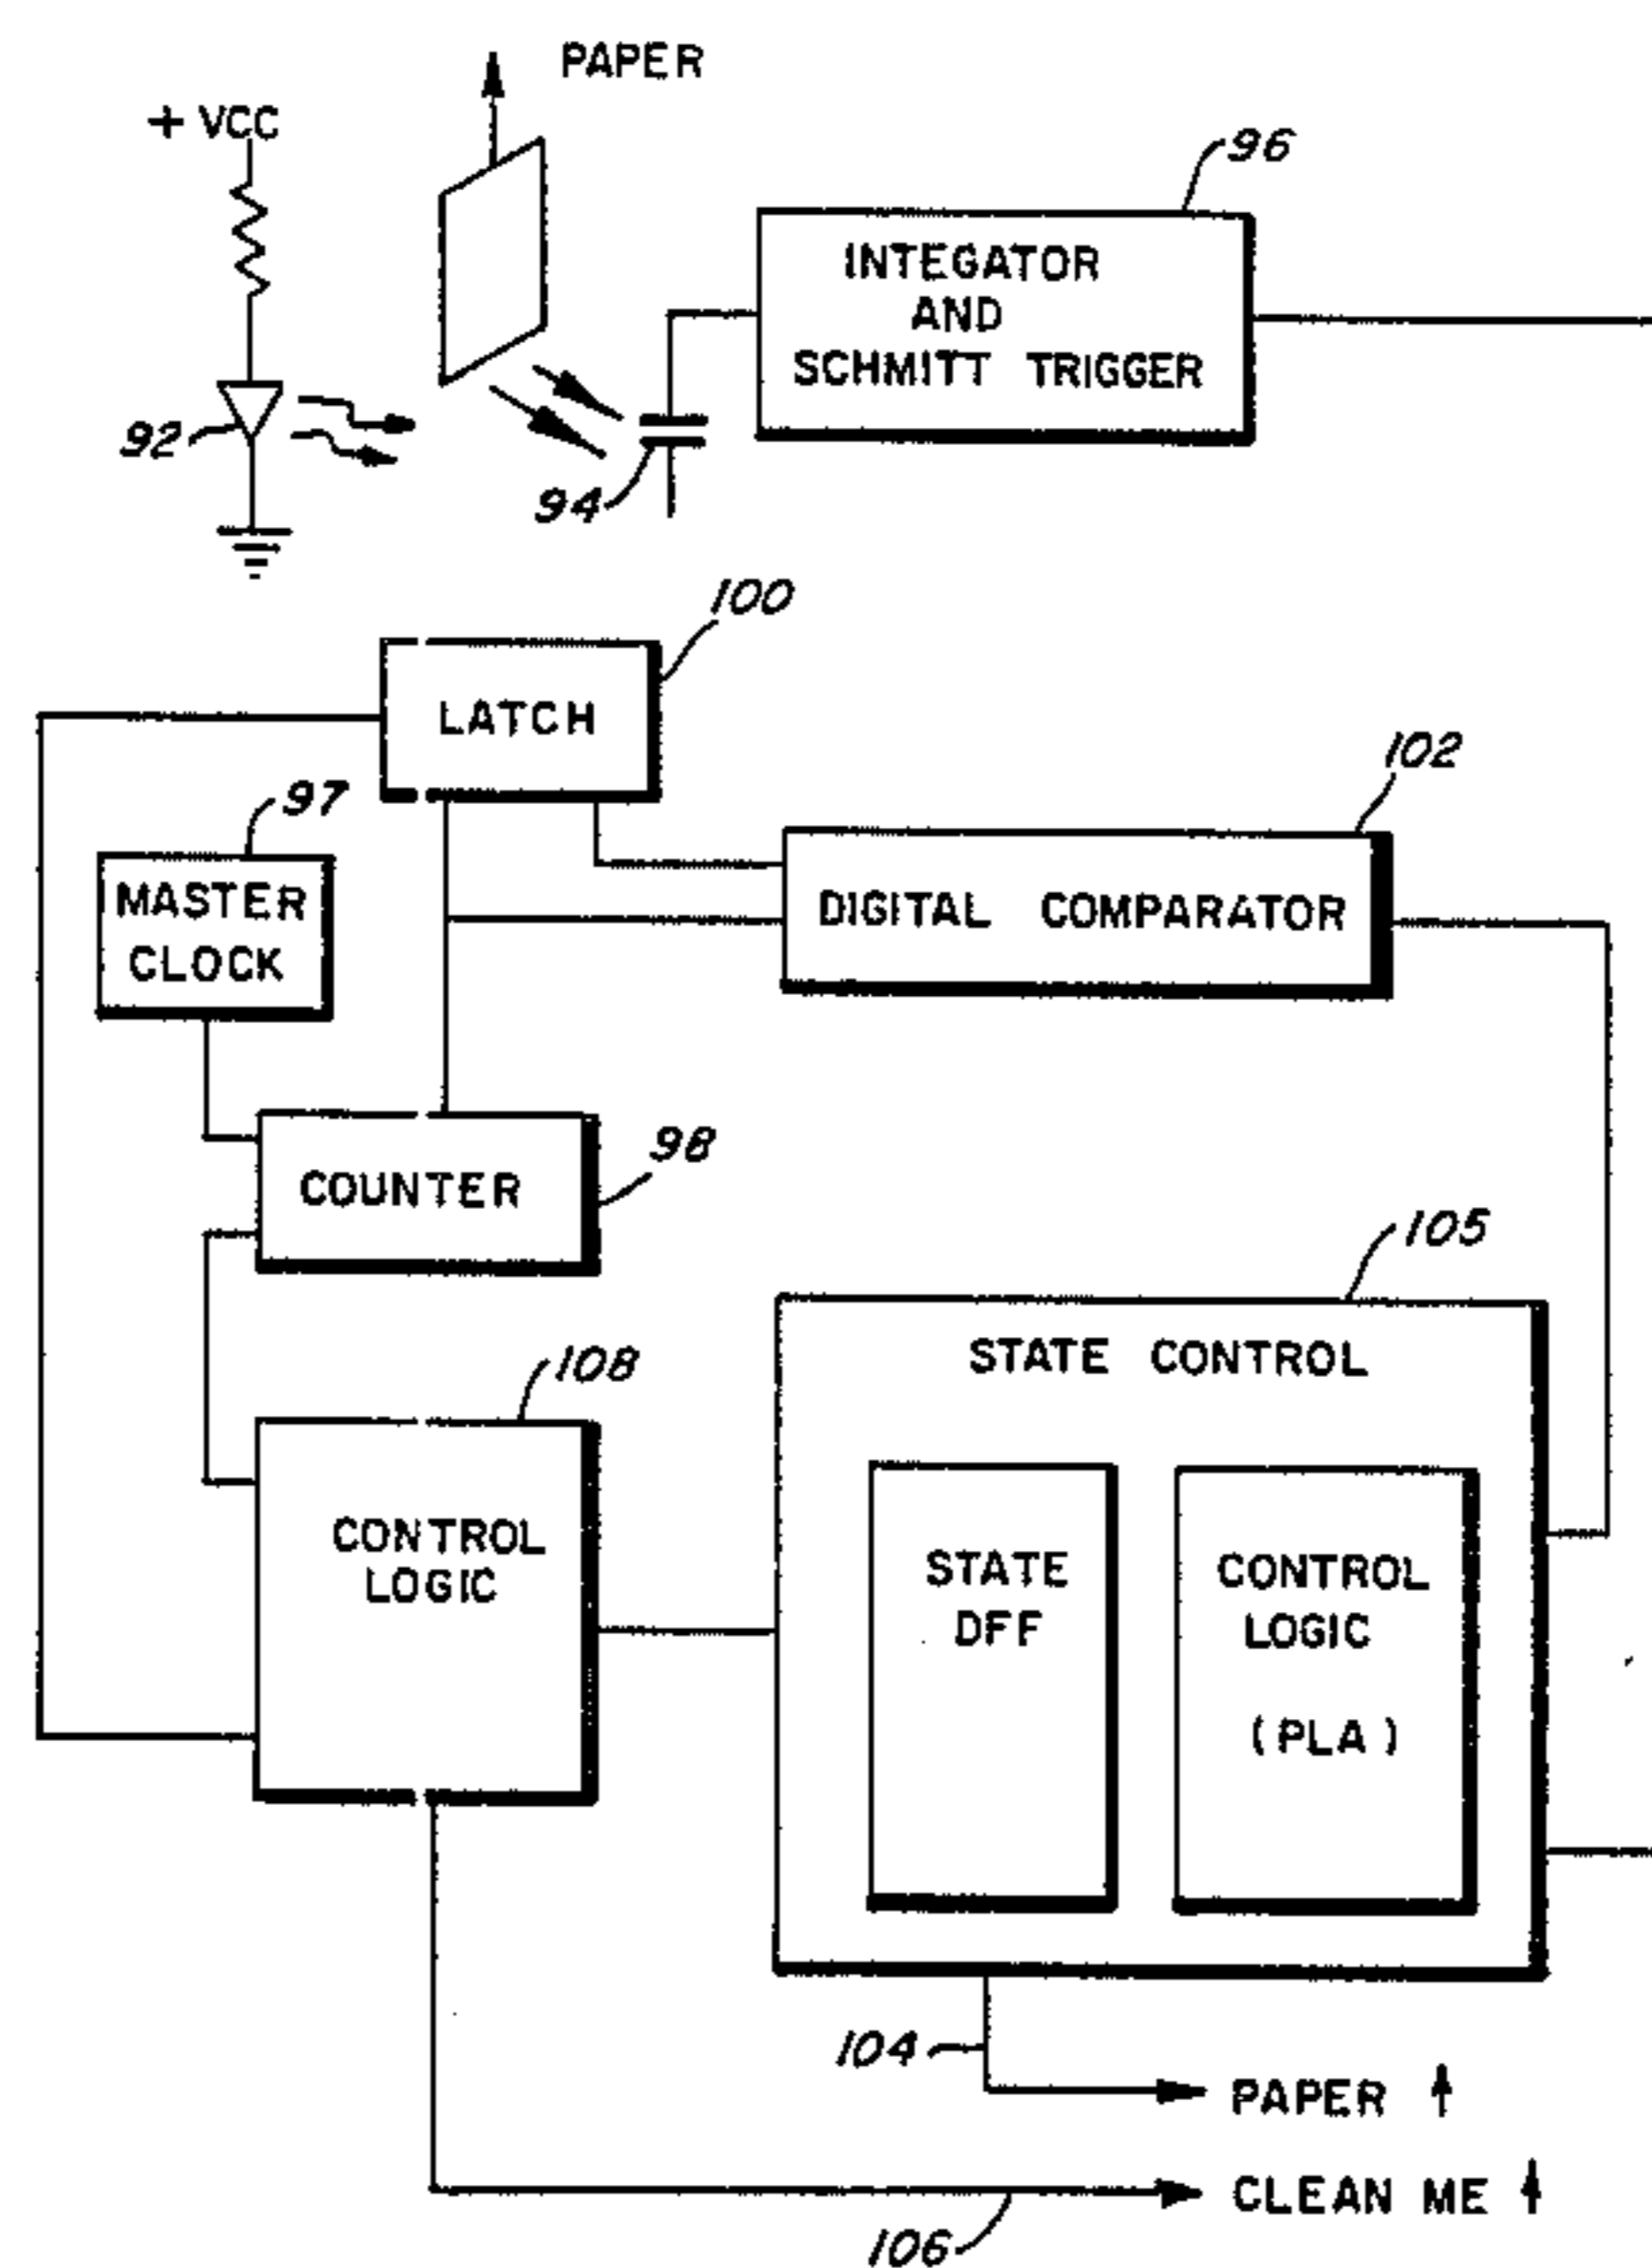 PAPER
+ VCC
96
INTEGATOR
AND
SCHMITT TRIGGER
92
94
100
LATCH
102
97
MASTER
CLOCK
DIGITAL COMPARATOR
98
COUNTER
105
STATE CONTROL
108
CONTROL
LOGIC
STATE
DFF
CONTROL
LOGIC
(PLA)
104
PAPER ↑
CLEAN ME ↑
106